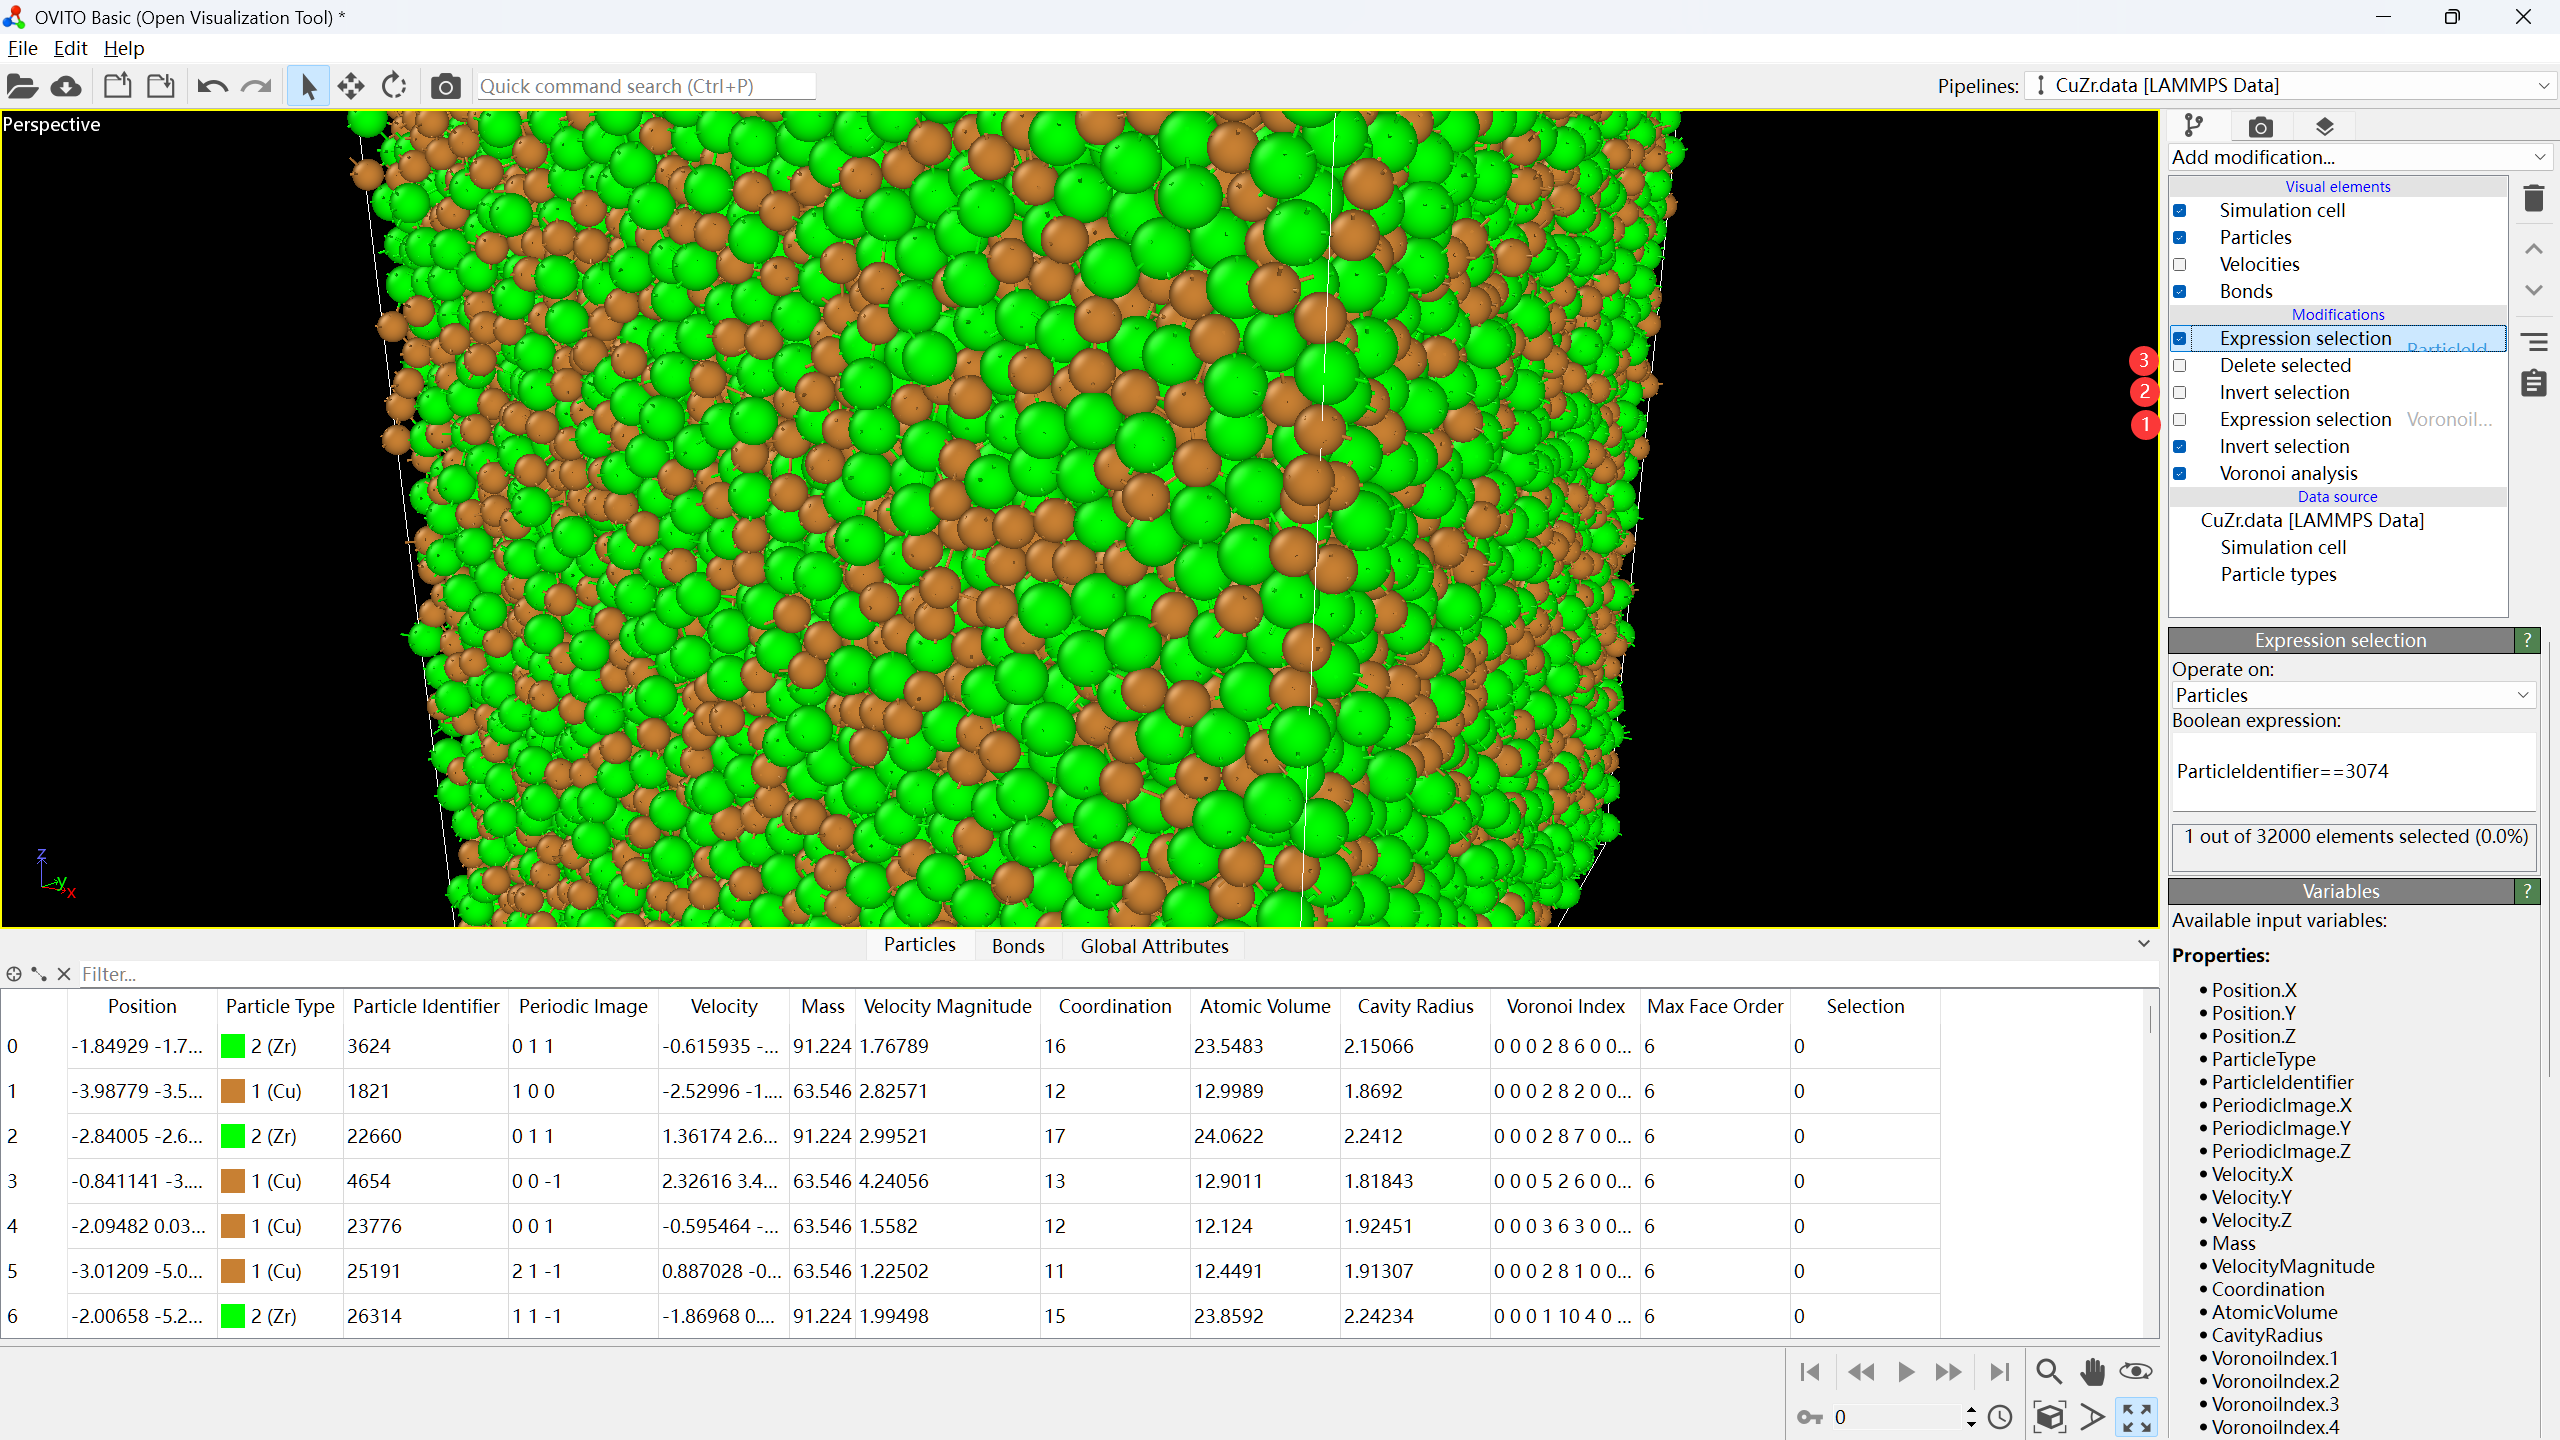 OVITO Basic (Open Visualization Tool) *
File Edit Help
Quick command search (Ctrl+P)
Pipelines: CuZr.data [LAMMPS Data]
Perspective
z
y
x
Add modification...
Visual elements
Simulation cell
Particles
Velocities
Bonds
Modifications
Expression selection ParticleId...
3 Delete selected
2 Invert selection
1 Expression selection VoronoiI...
Invert selection
Voronoi analysis
Data source
CuZr.data [LAMMPS Data]
Simulation cell
Particle types
Expression selection ?
Operate on:
Particles
Boolean expression:
ParticleIdentifier==3074
1 out of 32000 elements selected (0.0%)
Variables ?
Available input variables:
Properties:
• Position.X
• Position.Y
• Position.Z
• ParticleType
• ParticleIdentifier
• PeriodicImage.X
• PeriodicImage.Y
• PeriodicImage.Z
• Velocity.X
• Velocity.Y
• Velocity.Z
• Mass
• VelocityMagnitude
• Coordination
• AtomicVolume
• CavityRadius
• VoronoiIndex.1
• VoronoiIndex.2
• VoronoiIndex.3
• VoronoiIndex.4
Particles Bonds Global Attributes
Filter...
Position Particle Type Particle Identifier Periodic Image Velocity Mass Velocity Magnitude Coordination Atomic Volume Cavity Radius Voronoi Index Max Face Order Selection
0 -1.84929 -1.7... 2 (Zr) 3624 0 1 1 -0.615935 -... 91.224 1.76789 16 23.5483 2.15066 0 0 0 2 8 6 0 0... 6 0
1 -3.98779 -3.5... 1 (Cu) 1821 1 0 0 -2.52996 -1.... 63.546 2.82571 12 12.9989 1.8692 0 0 0 2 8 2 0 0... 6 0
2 -2.84005 -2.6... 2 (Zr) 22660 0 1 1 1.36174 2.6... 91.224 2.99521 17 24.0622 2.2412 0 0 0 2 8 7 0 0... 6 0
3 -0.841141 -3.... 1 (Cu) 4654 0 0 -1 2.32616 3.4... 63.546 4.24056 13 12.9011 1.81843 0 0 0 5 2 6 0 0... 6 0
4 -2.09482 0.03... 1 (Cu) 23776 0 0 1 -0.595464 -... 63.546 1.5582 12 12.124 1.92451 0 0 0 3 6 3 0 0... 6 0
5 -3.01209 -5.0... 1 (Cu) 25191 2 1 -1 0.887028 -0... 63.546 1.22502 11 12.4491 1.91307 0 0 0 2 8 1 0 0... 6 0
6 -2.00658 -5.2... 2 (Zr) 26314 1 1 -1 -1.86968 0.... 91.224 1.99498 15 23.8592 2.24234 0 0 0 1 10 4 0 ... 6 0
0